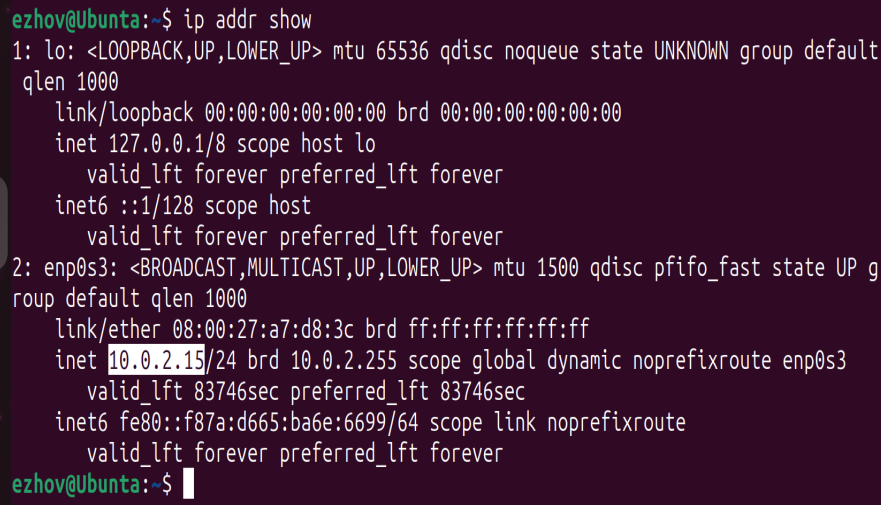 ezhov@Ubuntu:~$ ip addr show
1: lo: <LOOPBACK,UP,LOWER_UP> mtu 65536 qdisc noqueue state UNKNOWN group default
 qlen 1000
    link/loopback 00:00:00:00:00:00 brd 00:00:00:00:00:00
    inet 127.0.0.1/8 scope host lo
       valid_lft forever preferred_lft forever
    inet6 ::1/128 scope host
       valid_lft forever preferred_lft forever
2: enp0s3: <BROADCAST,MULTICAST,UP,LOWER_UP> mtu 1500 qdisc pfifo_fast state UP g
roup default qlen 1000
    link/ether 08:00:27:a7:d8:3c brd ff:ff:ff:ff:ff:ff
    inet 10.0.2.15/24 brd 10.0.2.255 scope global dynamic noprefixroute enp0s3
       valid_lft 83746sec preferred_lft 83746sec
    inet6 fe80::f87a:d665:ba6e:6699/64 scope link noprefixroute
       valid_lft forever preferred_lft forever
ezhov@Ubuntu:~$